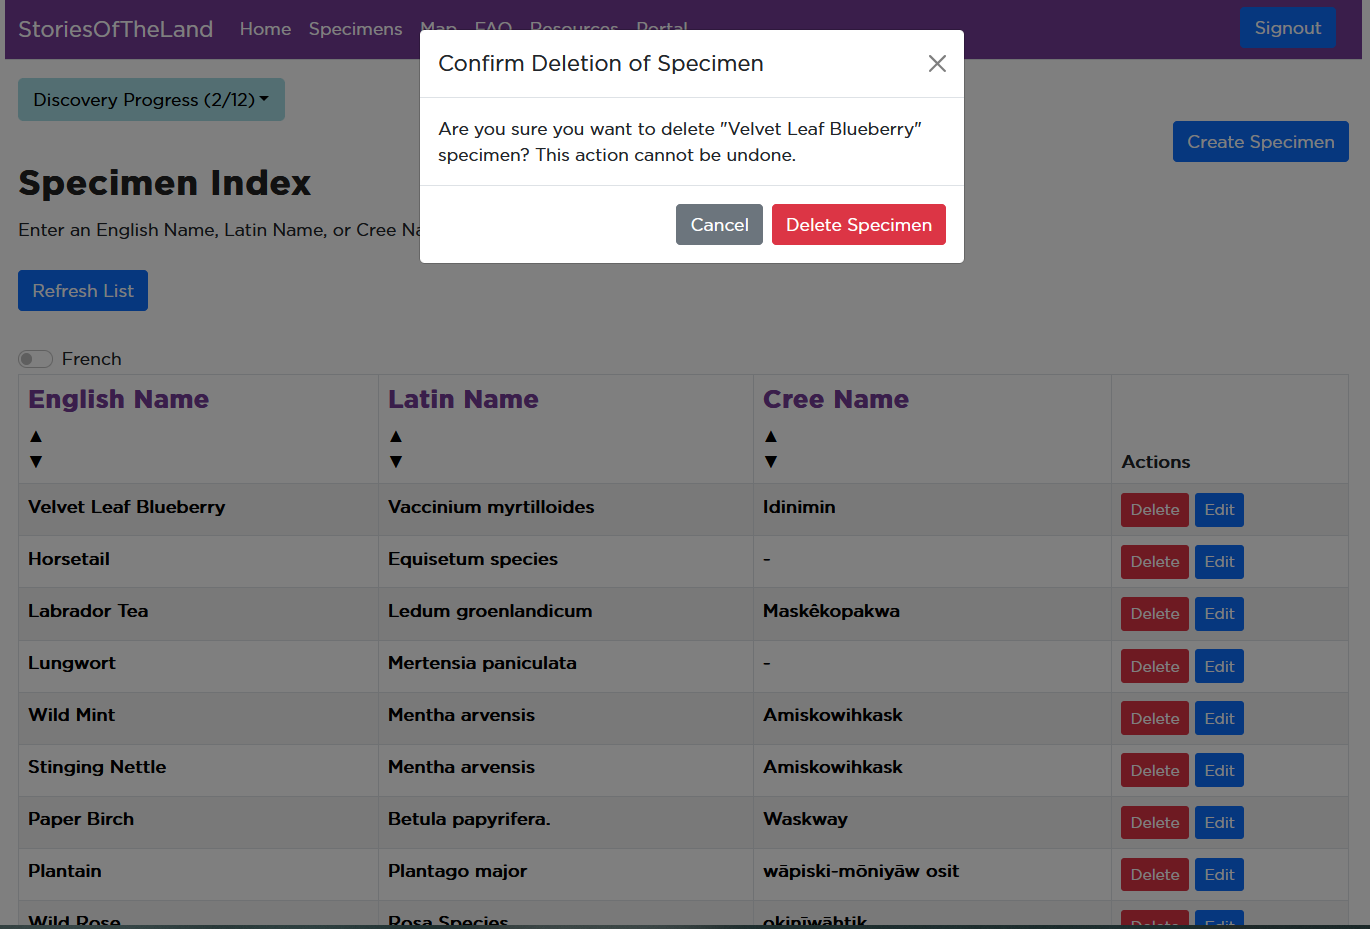 StoriesOfTheLand Home Specimens Map FAQ Resources Portal Signout
Confirm Deletion of Specimen
Discovery Progress (2/12)
Are you sure you want to delete "Velvet Leaf Blueberry"
specimen? This action cannot be undone.
Create Specimen
Specimen Index
Cancel Delete Specimen
Enter an English Name, Latin Name, or Cree
Refresh List
French
English Name Latin Name Cree Name
▲ ▲ ▲
▼ ▼ ▼ Actions
Velvet Leaf Blueberry Vaccinium myrtilloides Idinimin Delete Edit
Horsetail Equisetum species - Delete Edit
Labrador Tea Ledum groenlandicum Maskêkopakwa Delete Edit
Lungwort Mertensia paniculata - Delete Edit
Wild Mint Mentha arvensis Amiskowihkask Delete Edit
Stinging Nettle Mentha arvensis Amiskowihkask Delete Edit
Paper Birch Betula papyrifera. Waskway Delete Edit
Plantain Plantago major wāpiski-mōniyāw osit Delete Edit
Wild Rose Rosa Species okinīwāhtik Delete Edit